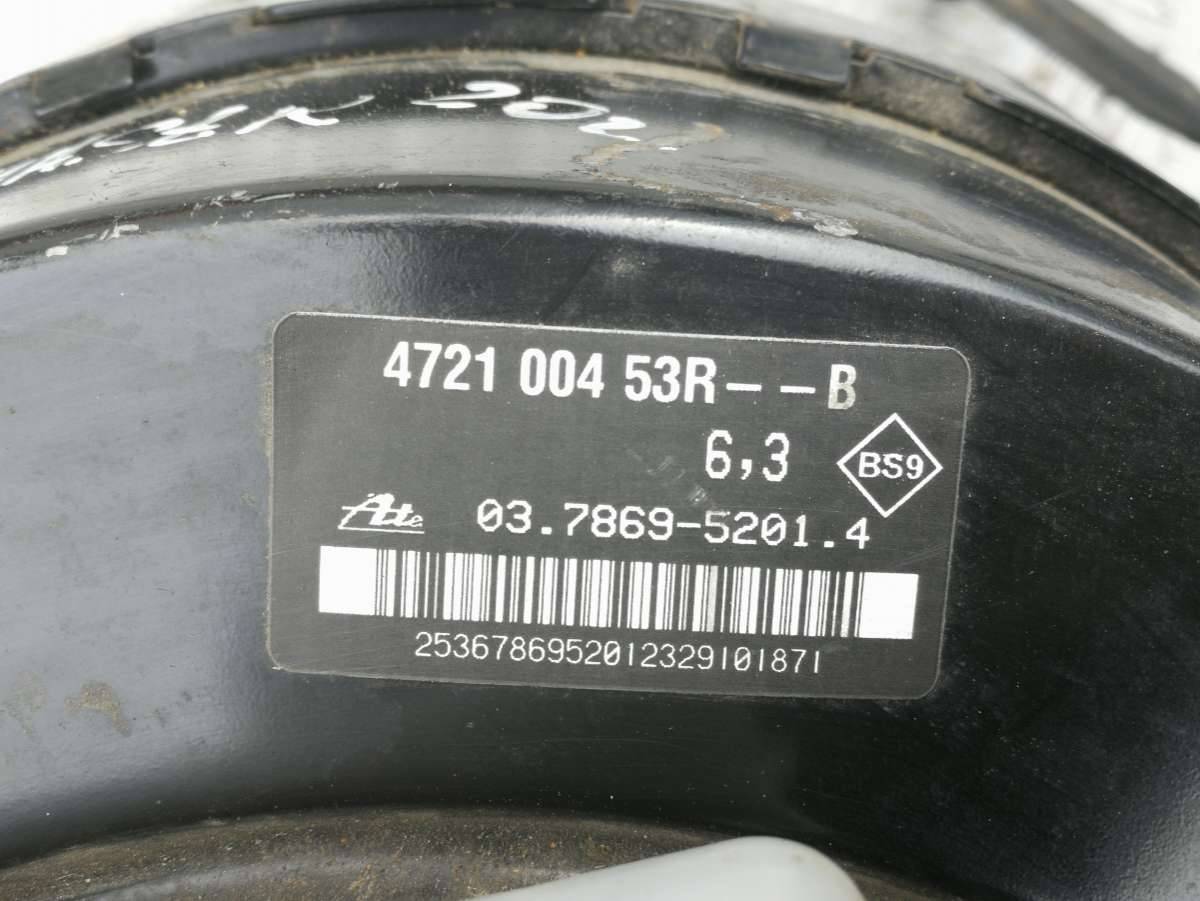 4721 004 53R-- B
6,3
BS9
Ate 03.7869-5201.4
2536786952012329101871